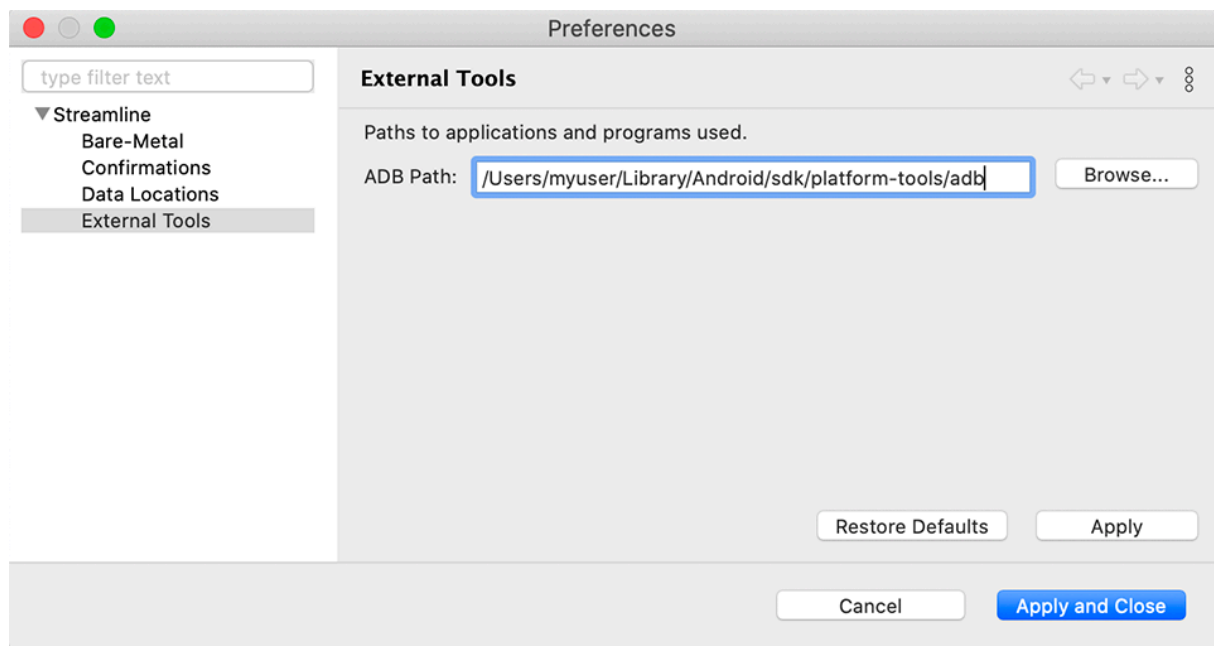 Preferences
type filter text
Streamline
Bare-Metal
Confirmations
Data Locations
External Tools
External Tools
Paths to applications and programs used.
ADB Path: /Users/myuser/Library/Android/sdk/platform-tools/adb Browse...
Restore Defaults Apply
Cancel Apply and Close